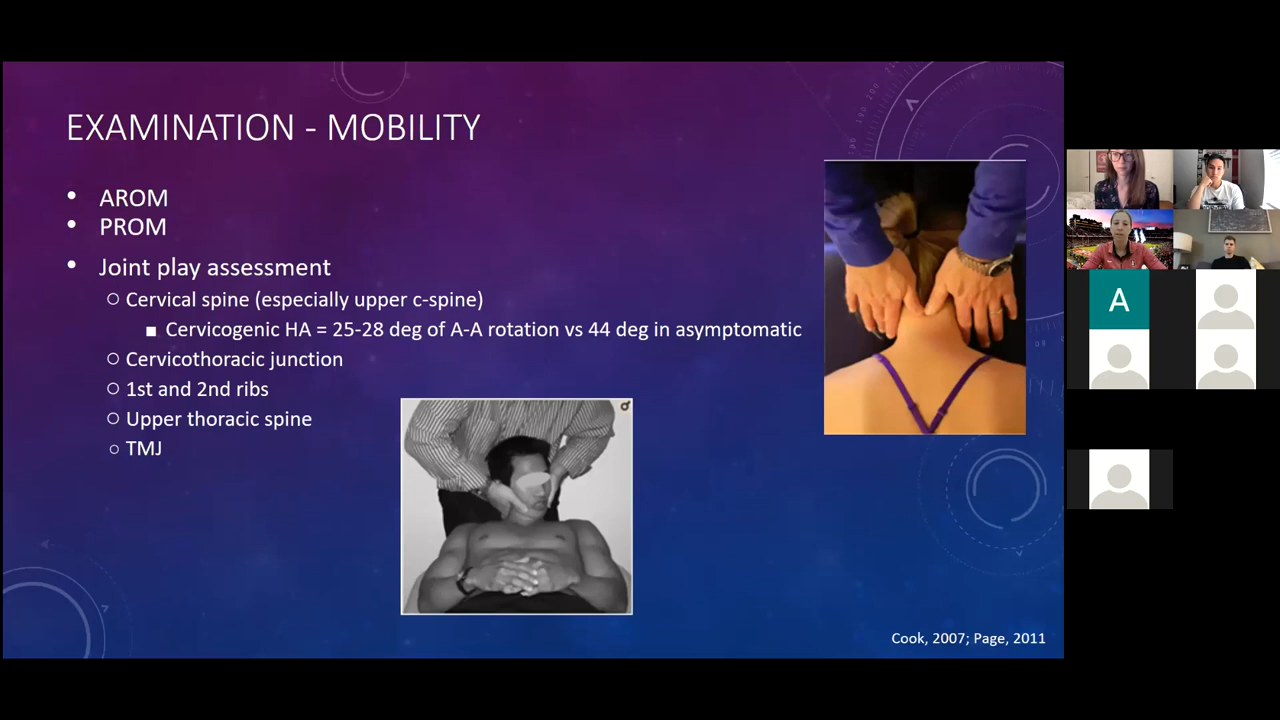 EXAMINATION - MOBILITY
• AROM
• PROM
• Joint play assessment
○ Cervical spine (especially upper c-spine)
■ Cervicogenic HA = 25-28 deg of A-A rotation vs 44 deg in asymptomatic
○ Cervicothoracic junction
○ 1st and 2nd ribs
○ Upper thoracic spine
○ TMJ
Cook, 2007; Page, 2011
A